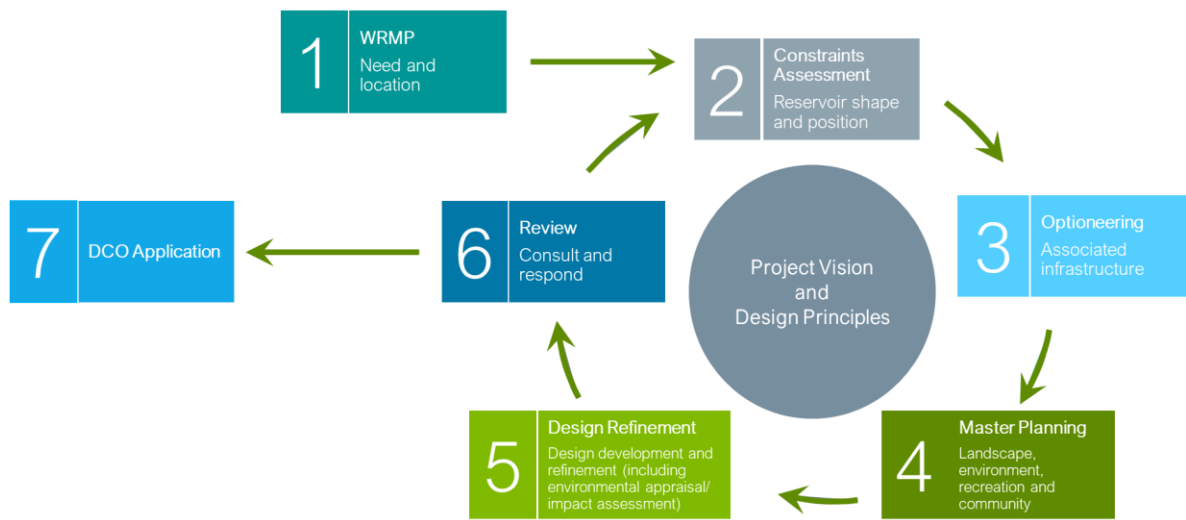 1
WRMP
Need and
location
2
Constraints
Assessment
Reservoir shape
and position
3
Optioneering
Associated
infrastructure
4
Master Planning
Landscape,
environment,
recreation and
community
5
Design Refinement
Design development and
refinement (including
environmental appraisal/
impact assessment)
6
Review
Consult and
respond
7
DCO Application
Project Vision
and
Design Principles